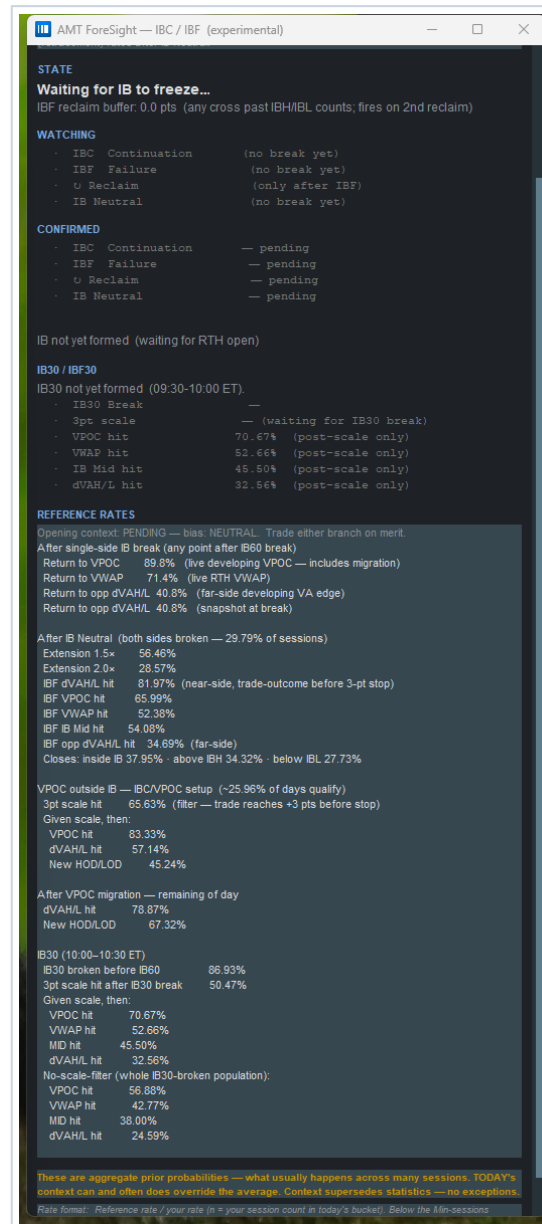 AMT ForeSight — IBC / IBF (experimental)
STATE
Waiting for IB to freeze...
IBF reclaim buffer: 0.0 pts (any cross past IBH/IBL counts; fires on 2nd reclaim)
WATCHING
· IBC Continuation (no break yet)
· IBF Failure (no break yet)
· ↻ Reclaim (only after IBF)
· IB Neutral (no break yet)
CONFIRMED
· IBC Continuation — pending
· IBF Failure — pending
· ↻ Reclaim — pending
· IB Neutral — pending
IB not yet formed (waiting for RTH open)
IB30 / IBF30
IB30 not yet formed (09:30-10:00 ET).
· IB30 Break —
· 3pt scale — (waiting for IB30 break)
· VPOC hit 70.67% (post-scale only)
· VWAP hit 52.66% (post-scale only)
· IB Mid hit 45.50% (post-scale only)
· dVAH/L hit 32.56% (post-scale only)
REFERENCE RATES
Opening context: PENDING — bias: NEUTRAL. Trade either branch on merit.
After single-side IB break (any point after IB60 break)
Return to VPOC 89.8% (live developing VPOC — includes migration)
Return to VWAP 71.4% (live RTH VWAP)
Return to opp dVAH/L 40.8% (far-side developing VA edge)
Return to opp dVAH/L 40.8% (snapshot at break)
After IB Neutral (both sides broken — 29.79% of sessions)
Extension 1.5× 56.46%
Extension 2.0× 28.57%
IBF dVAH/L hit 81.97% (near-side, trade-outcome before 3-pt stop)
IBF VPOC hit 65.99%
IBF VWAP hit 52.38%
IBF IB Mid hit 54.08%
IBF opp dVAH/L hit 34.69% (far-side)
Closes: inside IB 37.95% · above IBH 34.32% · below IBL 27.73%
VPOC outside IB — IBC/VPOC setup (~25.96% of days qualify)
3pt scale hit 65.63% (filter — trade reaches +3 pts before stop)
Given scale, then:
VPOC hit 83.33%
dVAH/L hit 57.14%
New HOD/LOD 45.24%
After VPOC migration — remaining of day
dVAH/L hit 78.87%
New HOD/LOD 67.32%
IB30 (10:00–10:30 ET)
IB30 broken before IB60 86.93%
3pt scale hit after IB30 break 50.47%
Given scale, then:
VPOC hit 70.67%
VWAP hit 52.66%
MID hit 45.50%
dVAH/L hit 32.56%
No-scale-filter (whole IB30-broken population):
VPOC hit 56.88%
VWAP hit 42.77%
MID hit 38.00%
dVAH/L hit 24.59%
These are aggregate prior probabilities — what usually happens across many sessions. TODAY's
context can and often does override the average. Context supersedes statistics — no exceptions.
Rate format: Reference rate / your rate (n = your session count in today's bucket). Below the Min-sessions